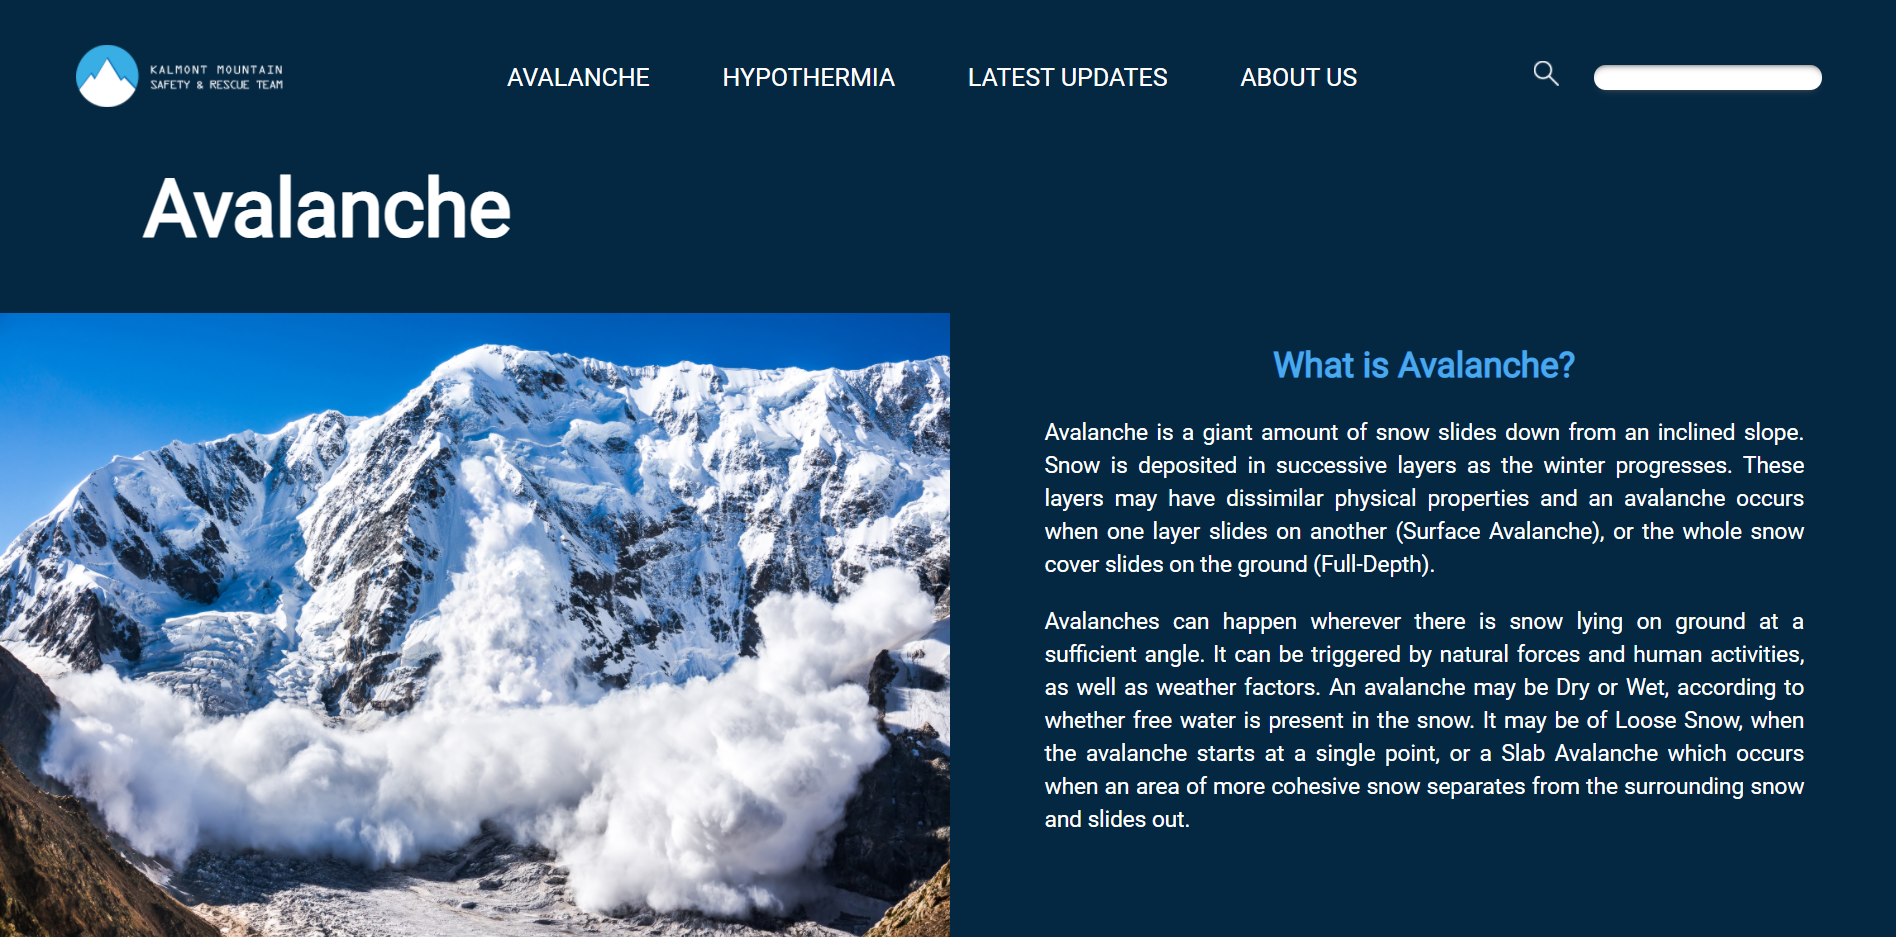 KALMONT MOUNTAIN
SAFETY & RESCUE TEAM
AVALANCHE HYPOTHERMIA LATEST UPDATES ABOUT US
Avalanche
What is Avalanche?
Avalanche is a giant amount of snow slides down from an inclined slope.
Snow is deposited in successive layers as the winter progresses. These
layers may have dissimilar physical properties and an avalanche occurs
when one layer slides on another (Surface Avalanche), or the whole snow
cover slides on the ground (Full-Depth).
Avalanches can happen wherever there is snow lying on ground at a
sufficient angle. It can be triggered by natural forces and human activities,
as well as weather factors. An avalanche may be Dry or Wet, according to
whether free water is present in the snow. It may be of Loose Snow, when
the avalanche starts at a single point, or a Slab Avalanche which occurs
when an area of more cohesive snow separates from the surrounding snow
and slides out.